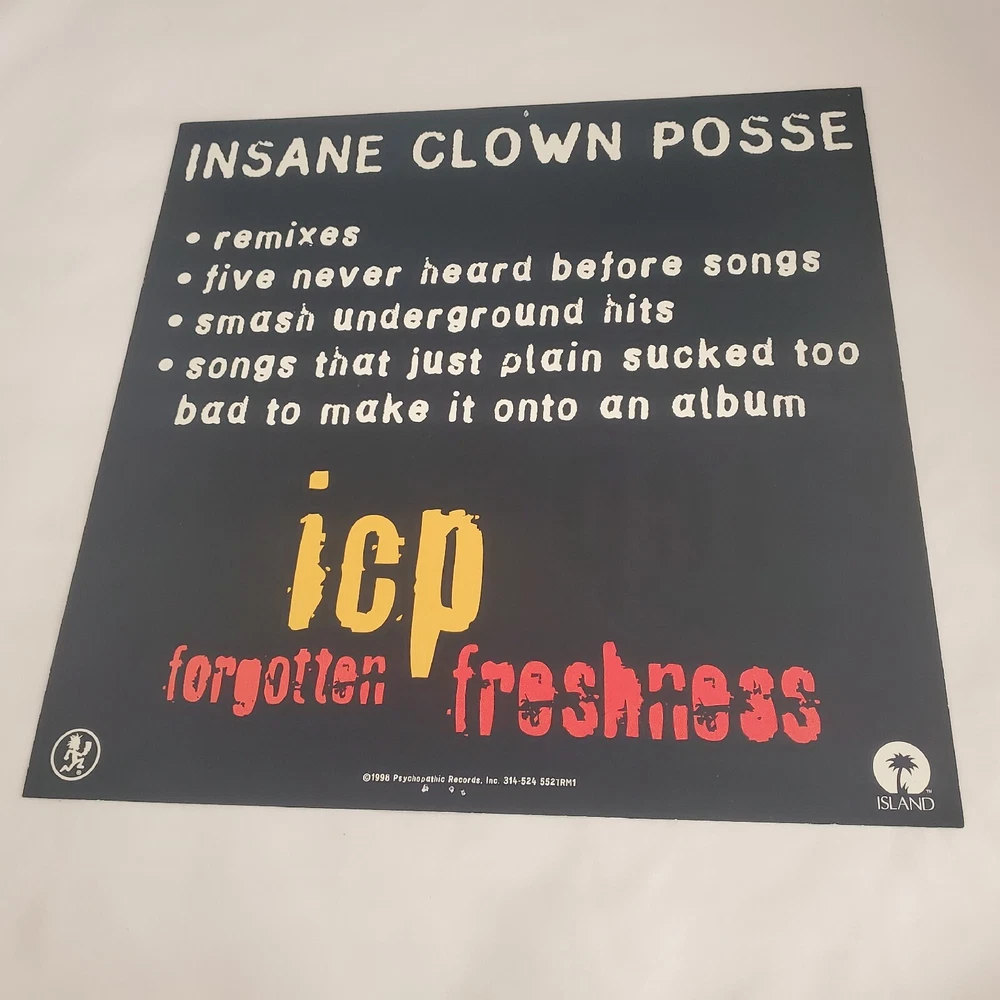 INSANE CLOWN POSSE
• remixes
• five never heard before songs
• smash underground hits
• songs that just plain sucked too
bad to make it onto an album
icp
forgotten freshness
©1998 Psychopathic Records, Inc. 314-524 5521RM1
ISLAND™